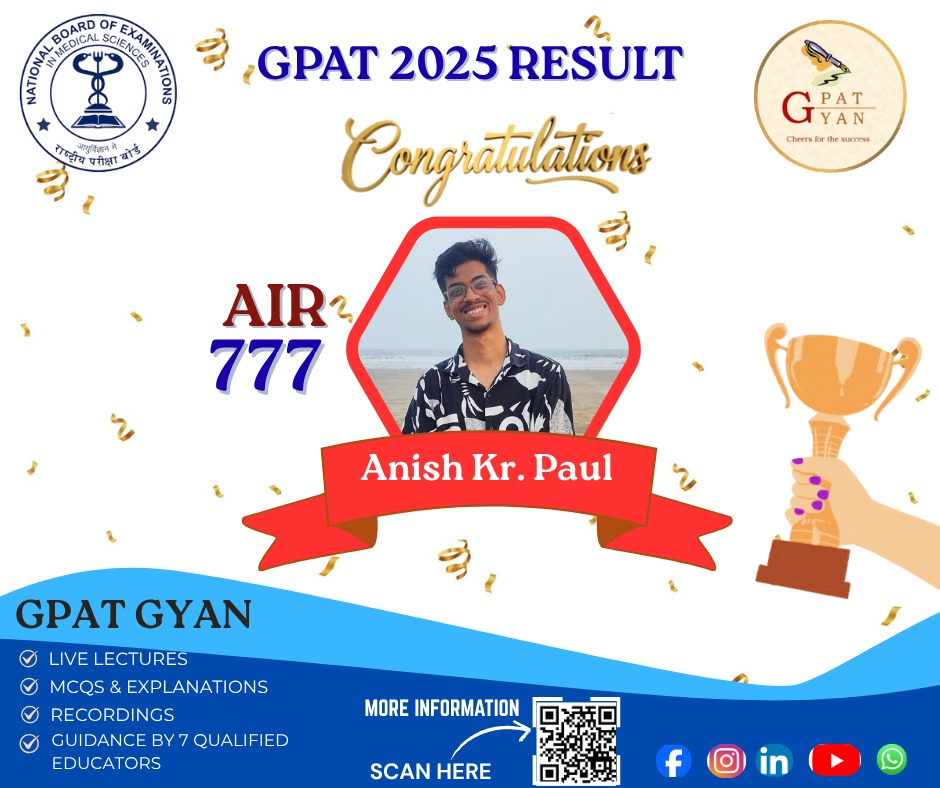 NATIONAL BOARD OF EXAMINATIONS
IN MEDICAL SCIENCES
आयुर्विज्ञान में
राष्ट्रीय परीक्षा बोर्ड
GPAT 2025 RESULT
GPAT
GYAN
Cheers for the success
Congratulations
AIR
777
Anish Kr. Paul
GPAT GYAN
LIVE LECTURES
MCQS & EXPLANATIONS
RECORDINGS
GUIDANCE BY 7 QUALIFIED
EDUCATORS
MORE INFORMATION
SCAN HERE